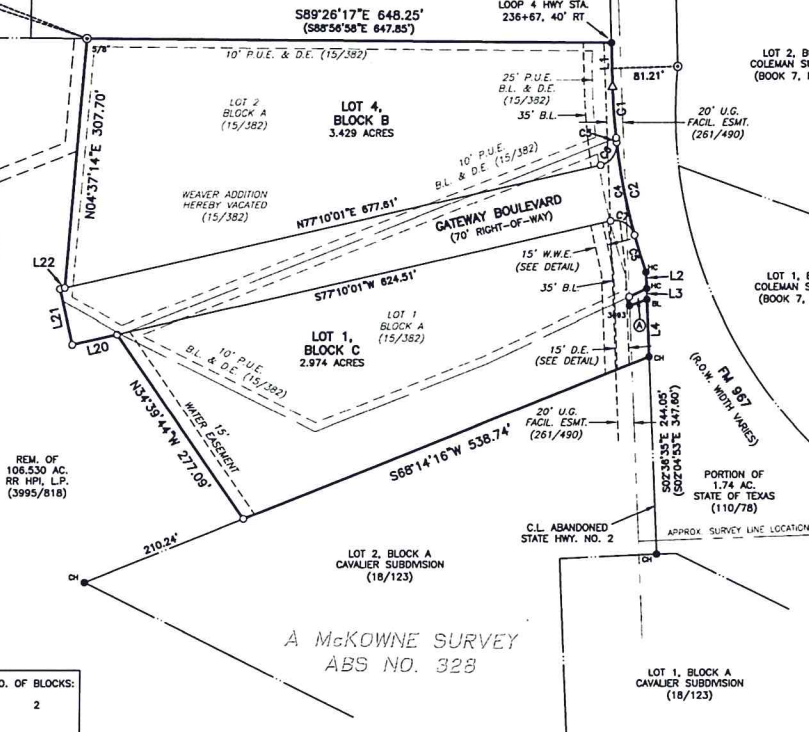 S89°26'17"E 648.25'
(S88°56'58"E 647.85')
LOOP 4 HWY STA.
236+67, 40' RT
5/8"
10' P.U.E. & D.E. (15/382)
L1
81.21'
LOT 2, B
COLEMAN S
(BOOK 7,
25' P.U.E.
B.L. & D.E.
(15/382)
35' B.L.
C1
20' U.G.
FACIL. ESMT.
(261/490)
LOT 2
BLOCK A
(15/382)
LOT 4,
BLOCK B
3.429 ACRES
N04°37'14"E 307.70'
10' P.U.E.
B.L. & D.E. (15/382)
WEAVER ADDITION
HEREBY VACATED
(15/382)
C4
C2
N77°10'01"E 677.61'
GATEWAY BOULEVARD
(70' RIGHT-OF-WAY)
C7
15' W.W.E.
(SEE DETAIL)
35' B.L.
L22
S77°10'01"W 624.51'
HC
L2
HC
L3
BL
LOT 1,
COLEMAN S
(BOOK 7,
L21
L20
LOT 1
BLOCK A
(15/382)
LOT 1,
BLOCK C
2.974 ACRES
A
L4
10' P.U.E.
B.L. & D.E (15/382)
15' D.E.
(SEE DETAIL)
CH
FM 967
(R.O.W. WIDTH VARIES)
N34°39'44"W 277.09'
15'
WATER EASEMENT
20' U.G.
FACIL. ESMT.
(261/490)
S68°14'16"W 538.74'
S02°38'35"E 244.05'
(S02°04'53"E 347.60')
REM. OF
106.530 AC.
RR HPI, L.P.
(3995/818)
PORTION OF
1.74 AC.
STATE OF TEXAS
(110/78)
C.L. ABANDONED
STATE HWY. NO. 2
APPROX. SURVEY LINE LOCATION
210.24'
CH
CH
LOT 2, BLOCK A
CAVALIER SUBDIVISION
(18/123)
A McKOWNE SURVEY
ABS NO. 328
O. OF BLOCKS:
2
LOT 1, BLOCK A
CAVALIER SUBDIVISION
(18/123)